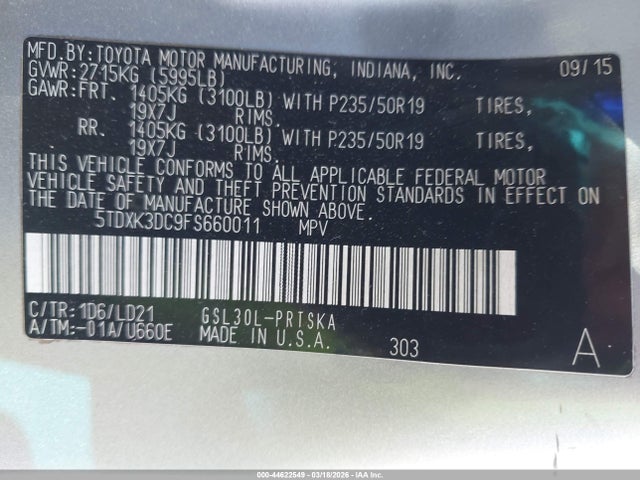 MFD.BY:TOYOTA MOTOR MANUFACTURING, INDIANA, INC. 09/15
GVWR:2715KG (5995LB)
GAWR:FRT. 1405KG (3100LB) WITH P235/50R19 TIRES,
19X7J RIMS.
RR. 1405KG (3100LB) WITH P235/50R19 TIRES,
19X7J RIMS.
THIS VEHICLE CONFORMS TO ALL APPLICABLE FEDERAL MOTOR
VEHICLE SAFETY AND THEFT PREVENTION STANDARDS IN EFFECT ON
THE DATE OF MANUFACTURE SHOWN ABOVE.
5TDXK3DC9FS660011 MPV
C/TR:1D6/LD21 GSL30L-PRTSKA
A/TM:-01A/U660E MADE IN U.S.A. 303 A
000-44622549 - 03/18/2026 - IAA Inc.